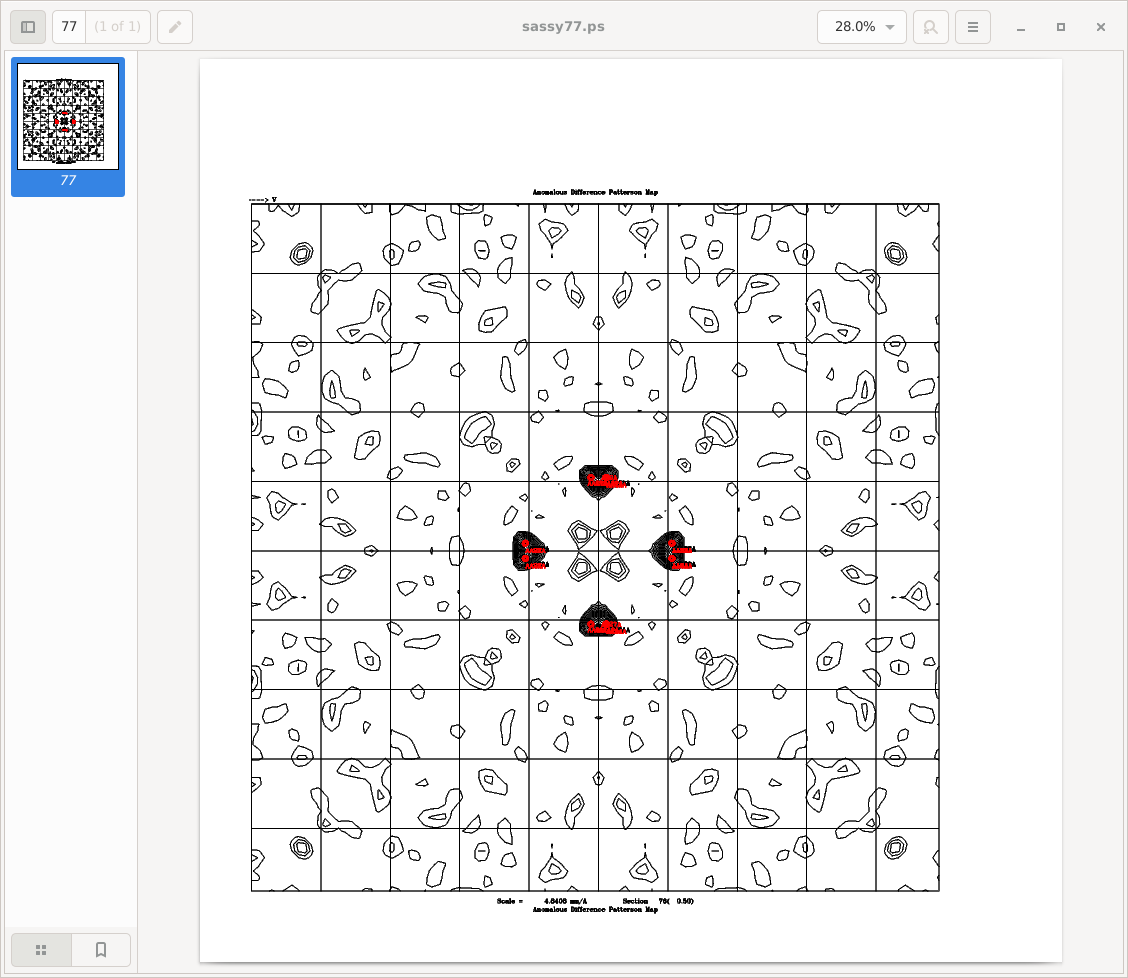 77 (1 of 1) sassy77.ps 28.0%
77
Anomalous Difference Patterson Map
----> V
Scale = 4.8408 mm/A Section 76( 0.50)
Anomalous Difference Patterson Map